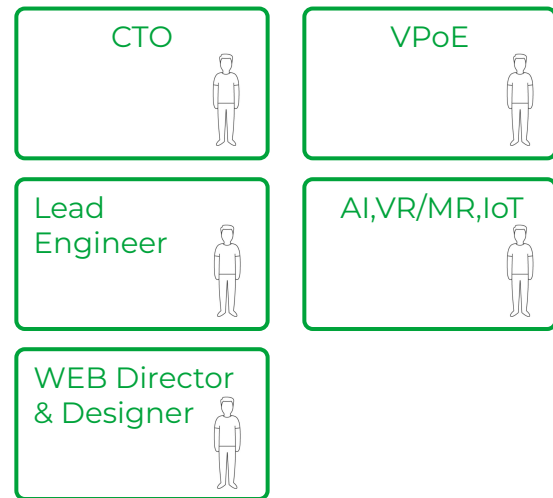 CTO
VPoE
Lead
Engineer
AI,VR/MR,IoT
WEB Director
& Designer